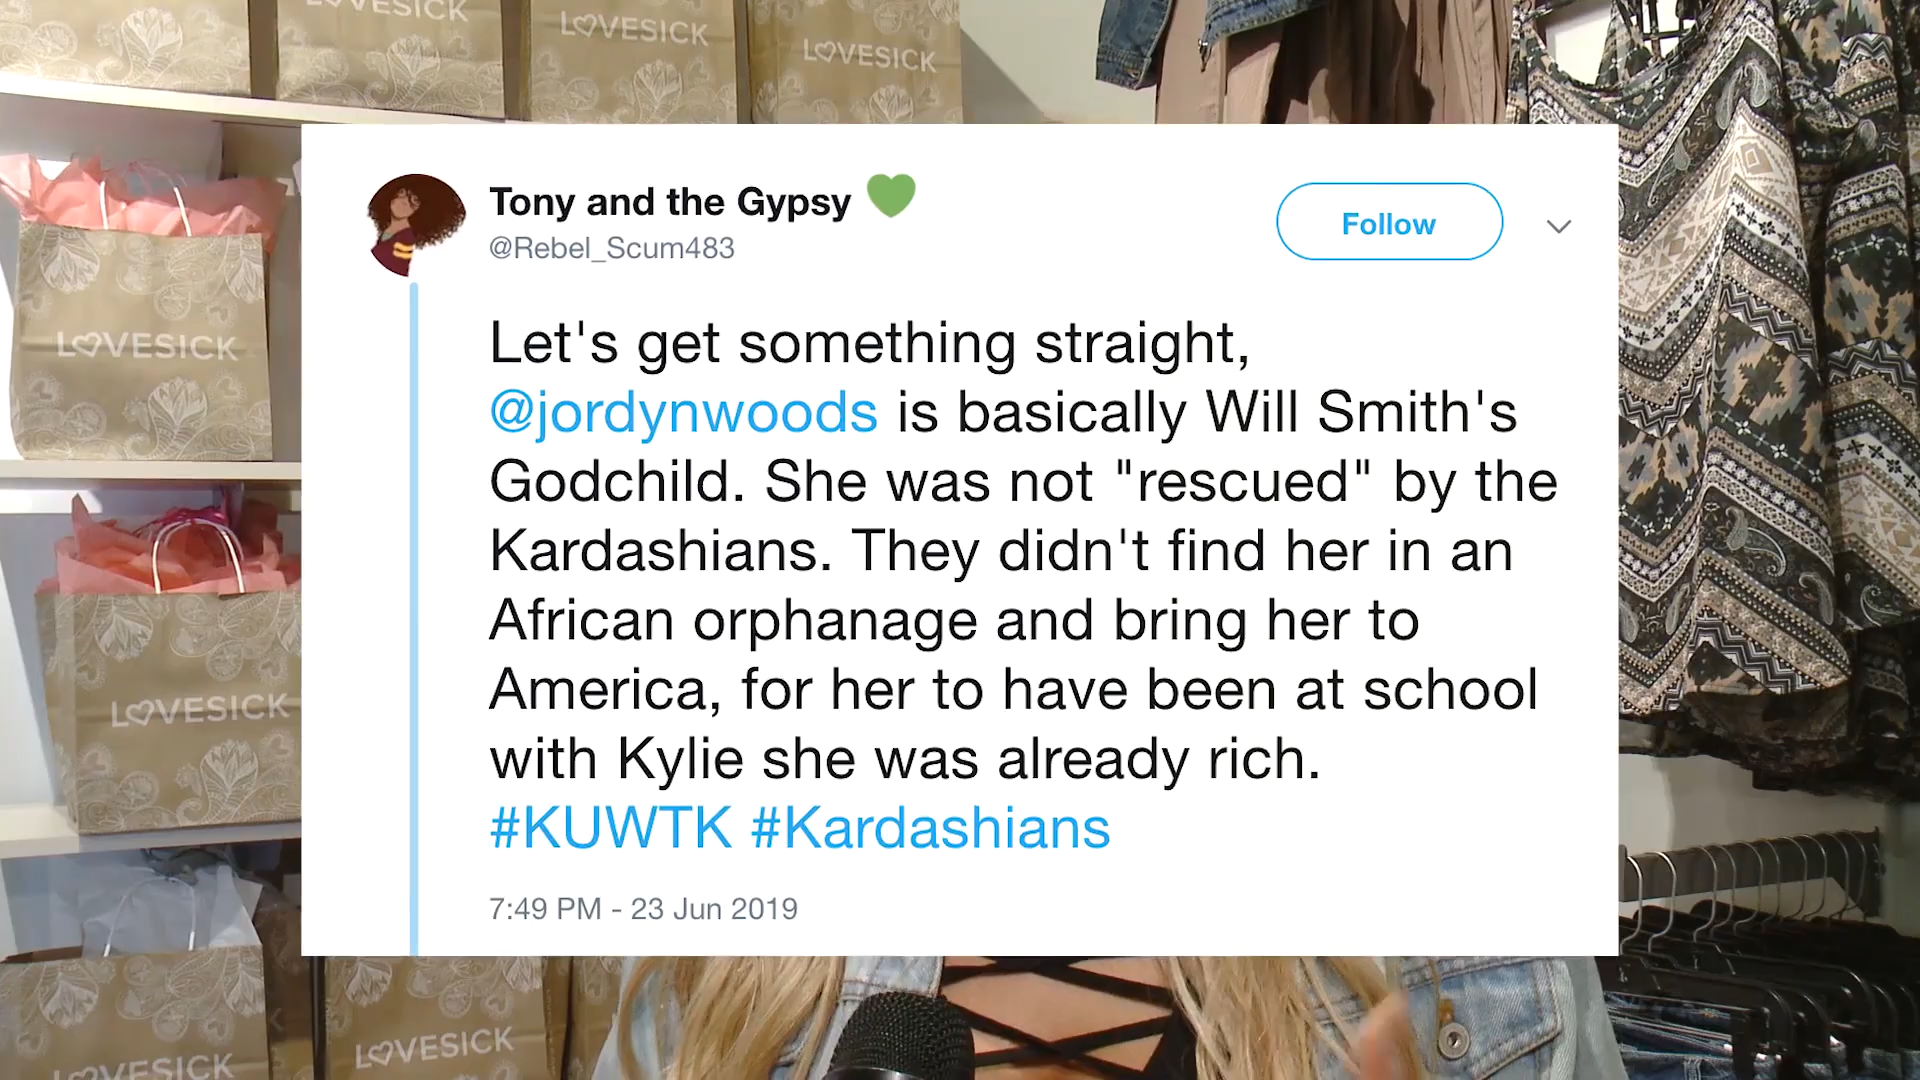 LOVESICK
LOVESICK
LOVESICK
Tony and the Gypsy 💚
@Rebel_Scum483
Follow
Let's get something straight,
@jordynwoods is basically Will Smith's
Godchild. She was not "rescued" by the
Kardashians. They didn't find her in an
African orphanage and bring her to
America, for her to have been at school
with Kylie she was already rich.
#KUWTK #Kardashians
7:49 PM - 23 Jun 2019
LOVESICK
LOVESICK
LOVESICK
LOVESICK